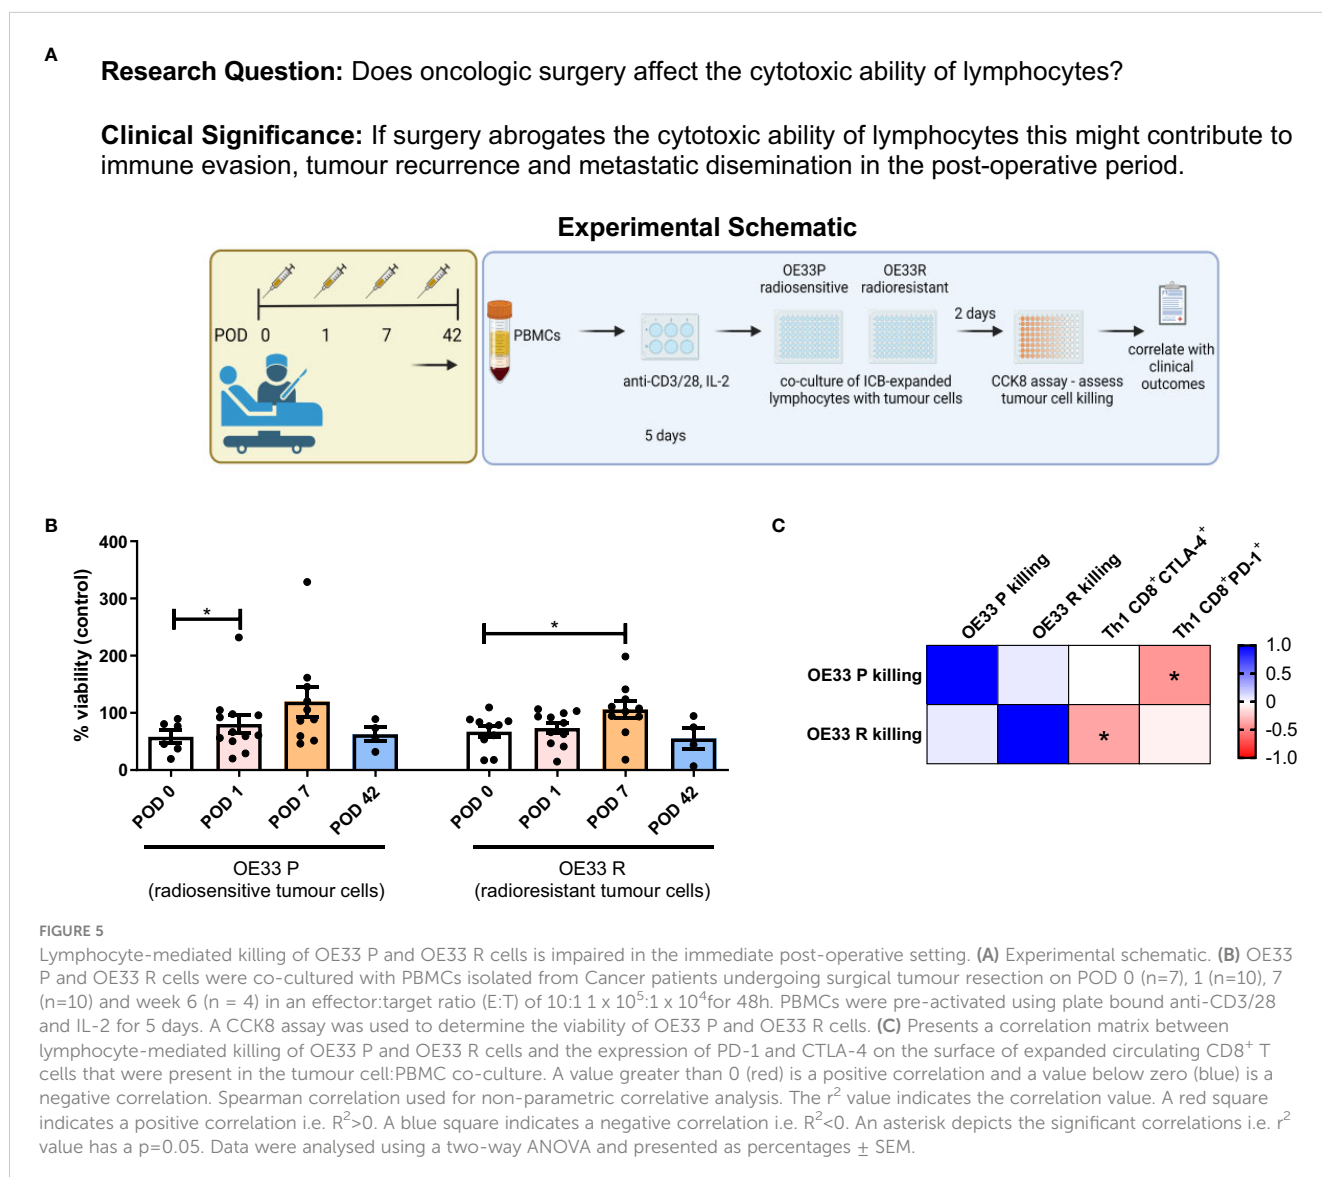 A
Research Question: Does oncologic surgery affect the cytotoxic ability of lymphocytes?
Clinical Significance: If surgery abrogates the cytotoxic ability of lymphocytes this might contribute to
immune evasion, tumour recurrence and metastatic disemination in the post-operative period.
Experimental Schematic
POD 0 1 7 42
PBMCs
anti-CD3/28, IL-2
5 days
OE33P
radiosensitive
OE33R
radioresistant
co-culture of ICB-expanded
lymphocytes with tumour cells
2 days
CCK8 assay - assess
tumour cell killing
correlate with
clinical
outcomes
B
% viability (control)
400
300
200
100
0
*
*
POD 0 POD 1 POD 7 POD 42 POD 0 POD 1 POD 7 POD 42
OE33 P
(radiosensitive tumour cells)
OE33 R
(radioresistant tumour cells)
C
OE33 P killing OE33 R killing Th1 CD8⁺CTLA-4⁺ Th1 CD8⁺PD-1⁺
OE33 P killing *
OE33 R killing *
1.0
0.5
0
-0.5
-1.0
FIGURE 5
Lymphocyte-mediated killing of OE33 P and OE33 R cells is impaired in the immediate post-operative setting. (A) Experimental schematic. (B) OE33
P and OE33 R cells were co-cultured with PBMCs isolated from Cancer patients undergoing surgical tumour resection on POD 0 (n=7), 1 (n=10), 7
(n=10) and week 6 (n = 4) in an effector:target ratio (E:T) of 10:1 1 x 10⁵:1 x 10⁴for 48h. PBMCs were pre-activated using plate bound anti-CD3/28
and IL-2 for 5 days. A CCK8 assay was used to determine the viability of OE33 P and OE33 R cells. (C) Presents a correlation matrix between
lymphocyte-mediated killing of OE33 P and OE33 R cells and the expression of PD-1 and CTLA-4 on the surface of expanded circulating CD8⁺ T
cells that were present in the tumour cell:PBMC co-culture. A value greater than 0 (red) is a positive correlation and a value below zero (blue) is a
negative correlation. Spearman correlation used for non-parametric correlative analysis. The r² value indicates the correlation value. A red square
indicates a positive correlation i.e. R²>0. A blue square indicates a negative correlation i.e. R²<0. An asterisk depicts the significant correlations i.e. r²
value has a p=0.05. Data were analysed using a two-way ANOVA and presented as percentages ± SEM.